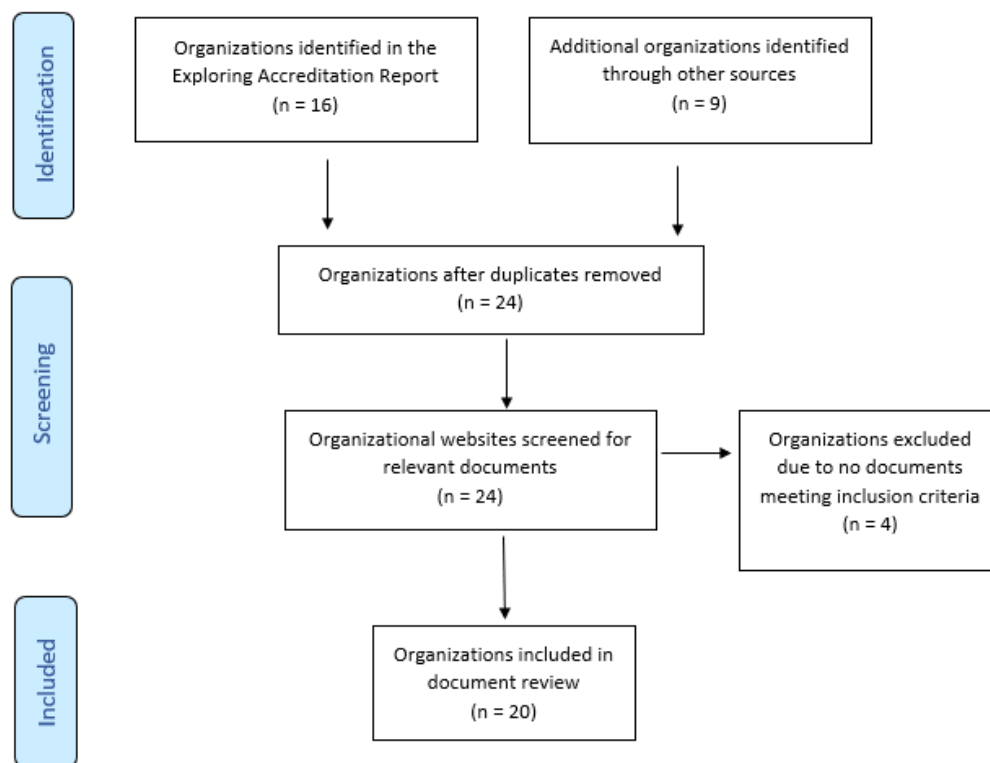 Identification
Organizations identified in the
Exploring Accreditation Report
(n = 16)
Additional organizations identified
through other sources
(n = 9)
Screening
Organizations after duplicates removed
(n = 24)
Organizational websites screened for
relevant documents
(n = 24)
Organizations excluded
due to no documents
meeting inclusion criteria
(n = 4)
Included
Organizations included in
document review
(n = 20)